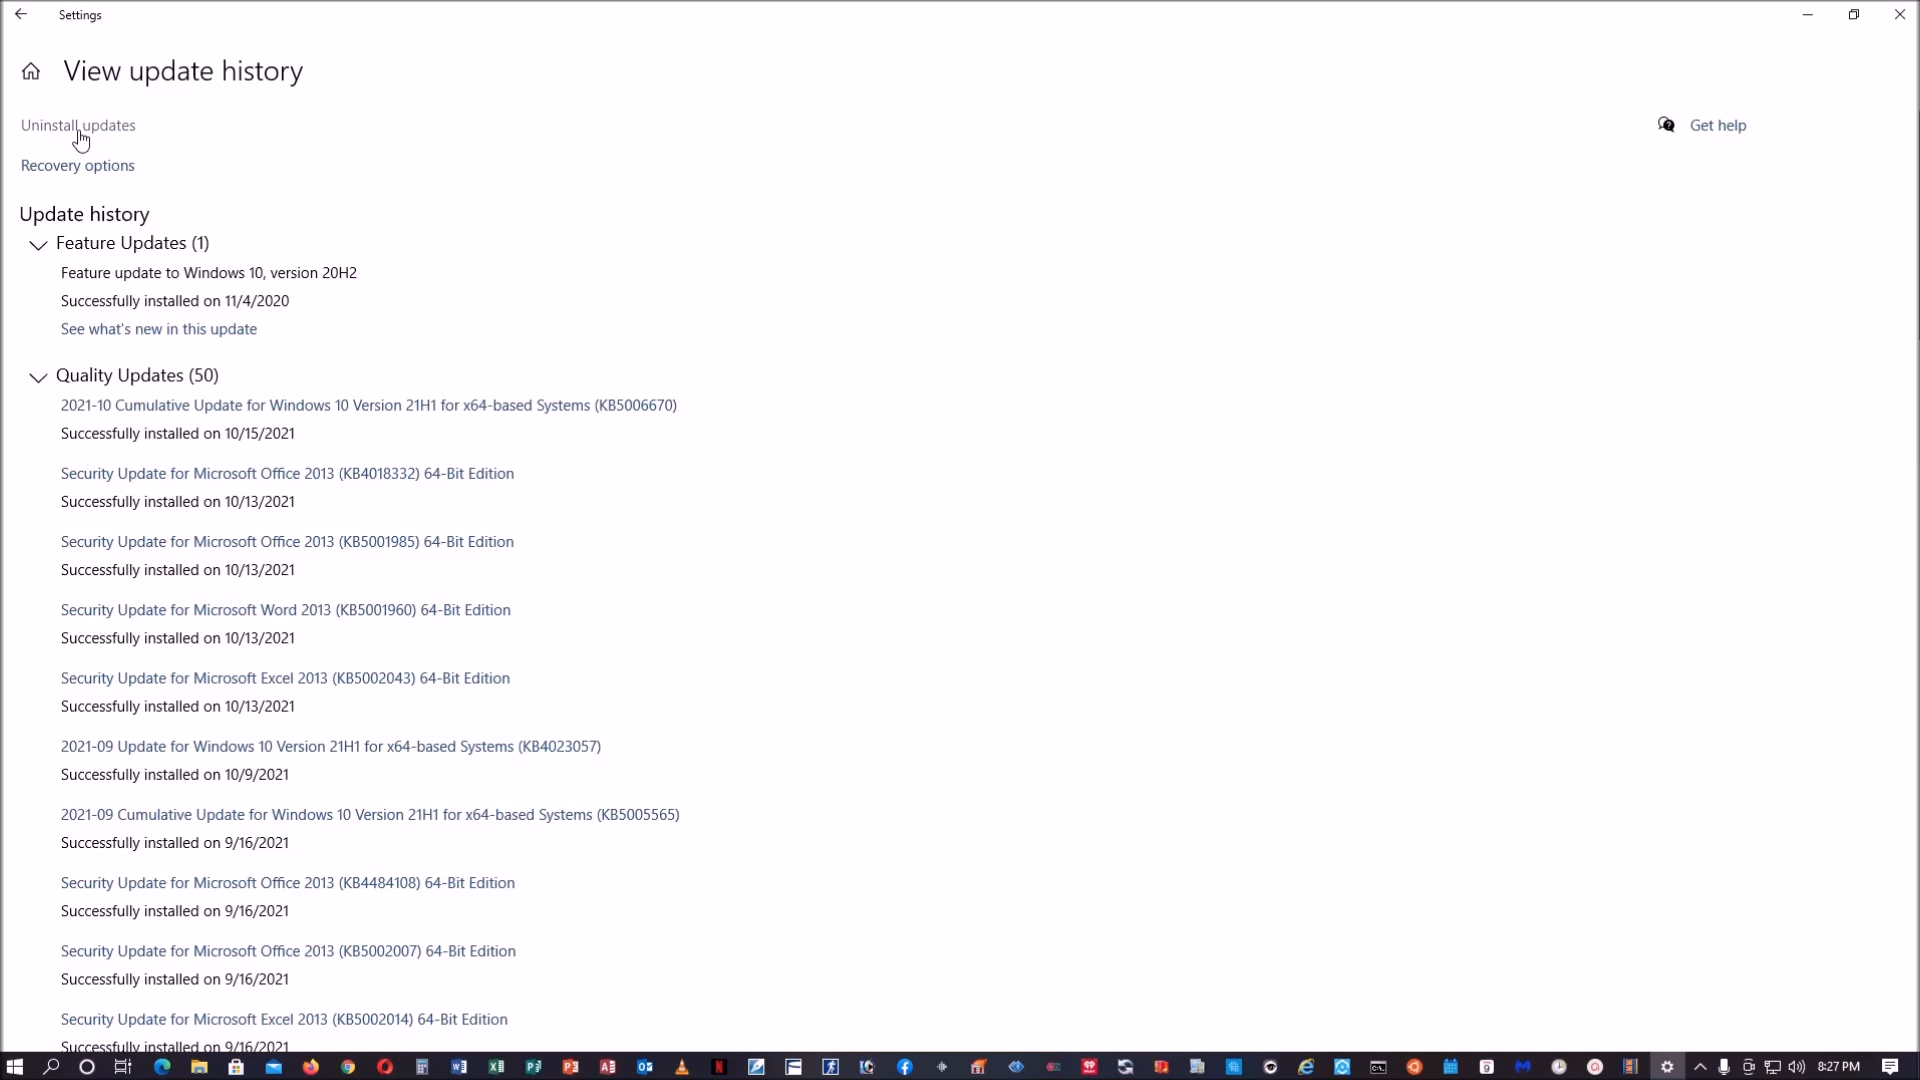 Settings
View update history
Uninstall updates
Get help
Recovery options
Update history
Feature Updates (1)
Feature update to Windows 10, version 20H2
Successfully installed on 11/4/2020
See what's new in this update
Quality Updates (50)
2021-10 Cumulative Update for Windows 10 Version 21H1 for x64-based Systems (KB5006670)
Successfully installed on 10/15/2021
Security Update for Microsoft Office 2013 (KB4018332) 64-Bit Edition
Successfully installed on 10/13/2021
Security Update for Microsoft Office 2013 (KB5001985) 64-Bit Edition
Successfully installed on 10/13/2021
Security Update for Microsoft Word 2013 (KB5001960) 64-Bit Edition
Successfully installed on 10/13/2021
Security Update for Microsoft Excel 2013 (KB5002043) 64-Bit Edition
Successfully installed on 10/13/2021
2021-09 Update for Windows 10 Version 21H1 for x64-based Systems (KB4023057)
Successfully installed on 10/9/2021
2021-09 Cumulative Update for Windows 10 Version 21H1 for x64-based Systems (KB5005565)
Successfully installed on 9/16/2021
Security Update for Microsoft Office 2013 (KB4484108) 64-Bit Edition
Successfully installed on 9/16/2021
Security Update for Microsoft Office 2013 (KB5002007) 64-Bit Edition
Successfully installed on 9/16/2021
Security Update for Microsoft Excel 2013 (KB5002014) 64-Bit Edition
Successfully installed on 9/16/2021
8:27 PM